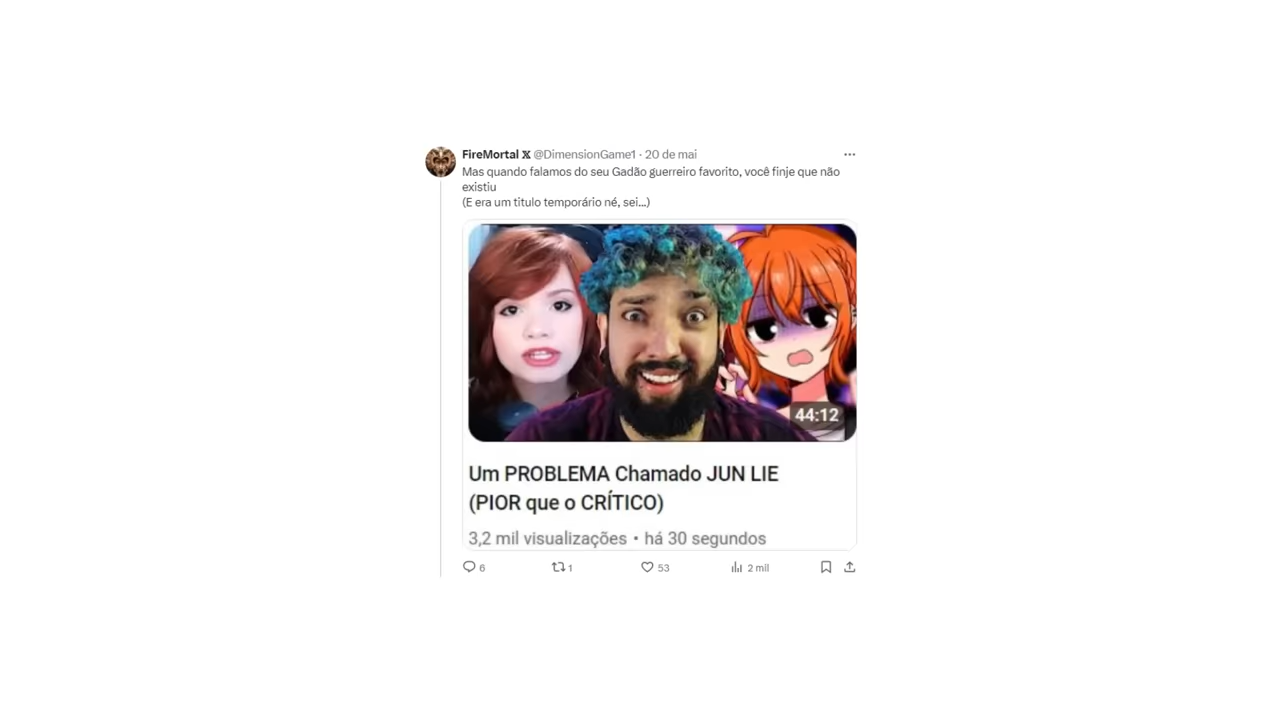 FireMortal 𝕏 @DimensionGame1 · 20 de mai
Mas quando falamos do seu Gadão guerreiro favorito, você finje que não
existiu
(E era um titulo temporário né, sei...)
44:12
Um PROBLEMA Chamado JUN LIE
(PIOR que o CRÍTICO)
3,2 mil visualizações • há 30 segundos
6 1 53 2 mil